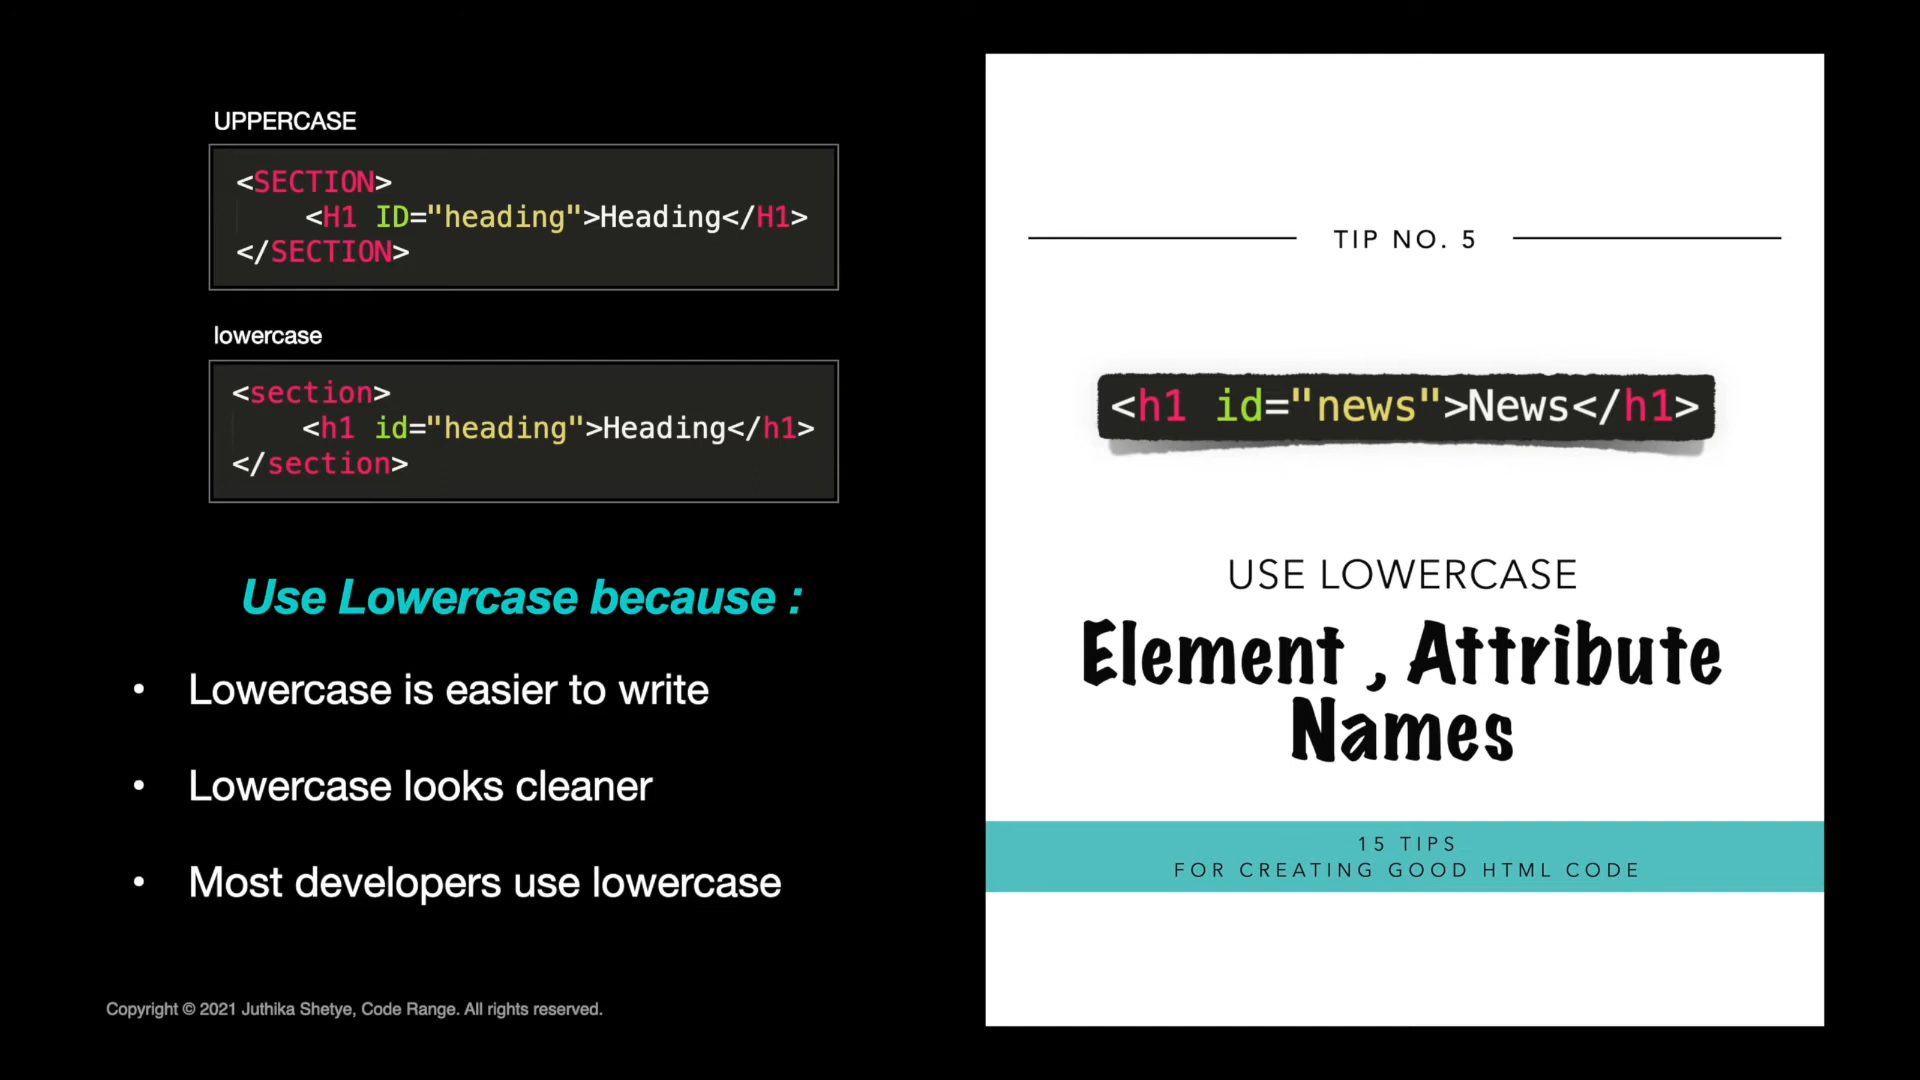 UPPERCASE
<SECTION>
<H1 ID="heading">Heading</H1>
</SECTION>
lowercase
<section>
<h1 id="heading">Heading</h1>
</section>
Use Lowercase because :
• Lowercase is easier to write
• Lowercase looks cleaner
• Most developers use lowercase
Copyright © 2021 Juthika Shetye, Code Range. All rights reserved.
TIP NO. 5
<h1 id="news">News</h1>
USE LOWERCASE
Element , Attribute
Names
15 TIPS
FOR CREATING GOOD HTML CODE